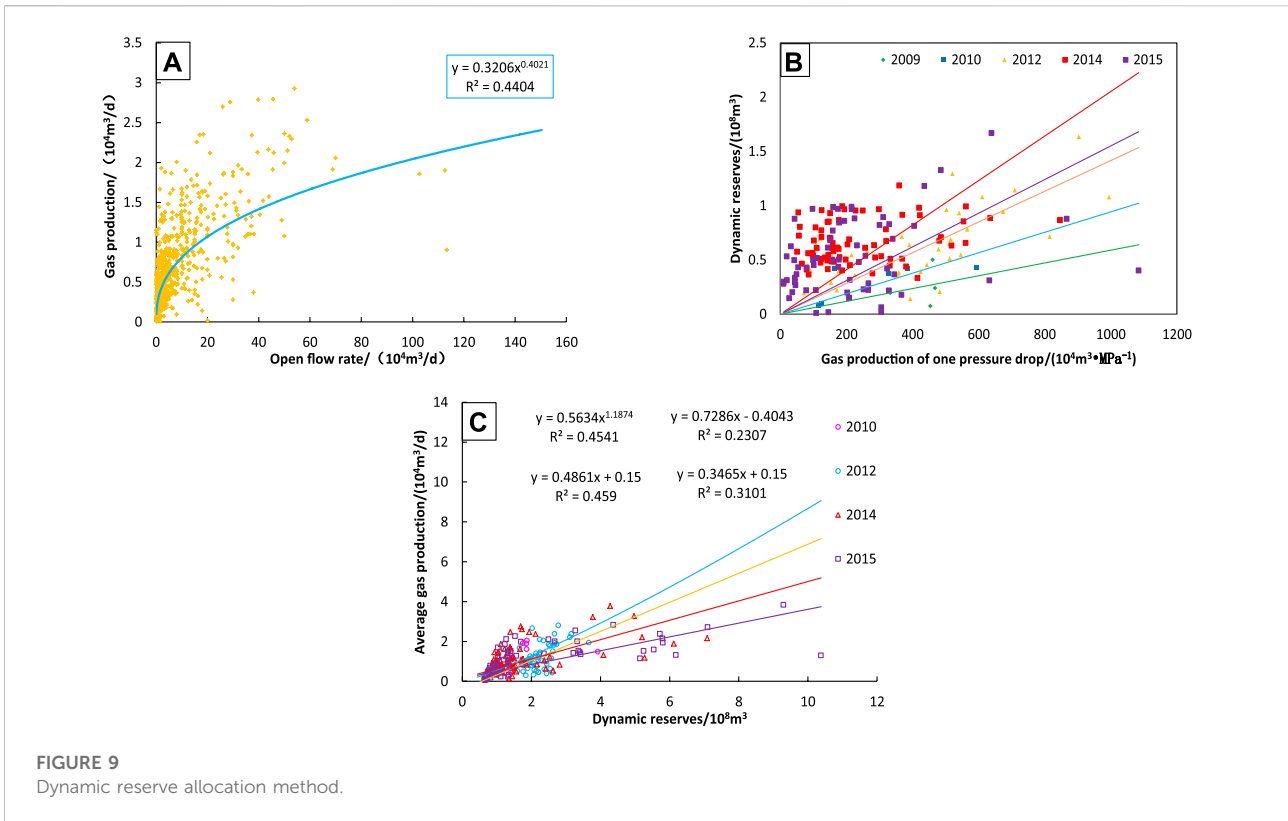 A
y = 0.3206x^0.4021
R² = 0.4404
Gas production/（10⁴m³/d）
3.5
3
2.5
2
1.5
1
0.5
0
0 20 40 60 80 100 120 140 160
Open flow rate/（10⁴m³/d）
B
2009 2010 2012 2014 2015
Dynamic reserves/(10⁸m³)
2.5
2
1.5
1
0.5
0
0 200 400 600 800 1000 1200
Gas production of one pressure drop/(10⁴m³•MPa⁻¹)
C
y = 0.5634x^1.1874 y = 0.7286x - 0.4043
R² = 0.4541 R² = 0.2307
y = 0.4861x + 0.15 y = 0.3465x + 0.15
R² = 0.459 R² = 0.3101
2010
2012
2014
2015
Average gas production/(10⁴m³/d)
14
12
10
8
6
4
2
0
0 2 4 6 8 10 12
Dynamic reserves/10⁸m³
FIGURE 9
Dynamic reserve allocation method.